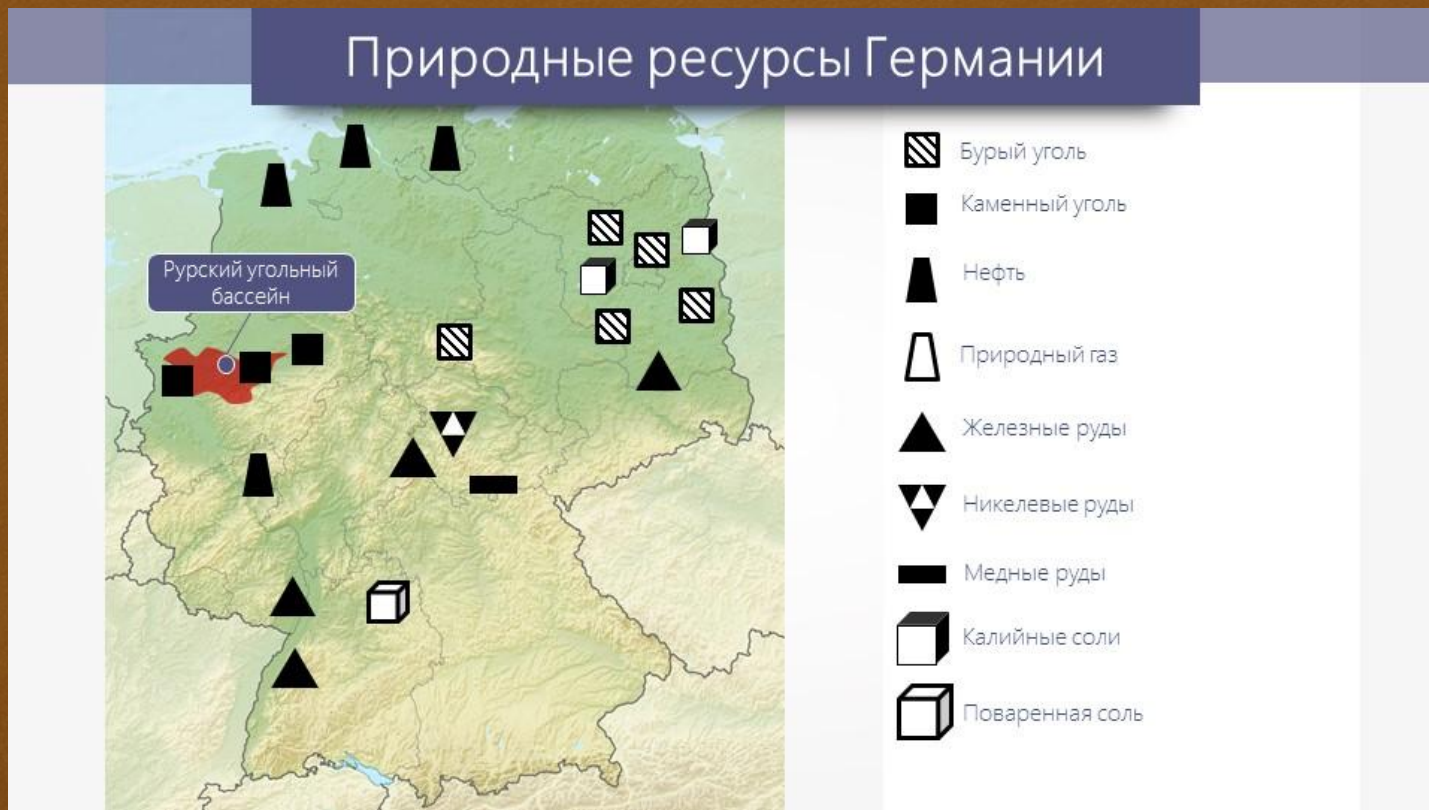 Природные ресурсы Германии
Рурский угольный
бассейн
Бурый уголь
Каменный уголь
Нефть
Природный газ
Железные руды
Никелевые руды
Медные руды
Калийные соли
Поваренная соль